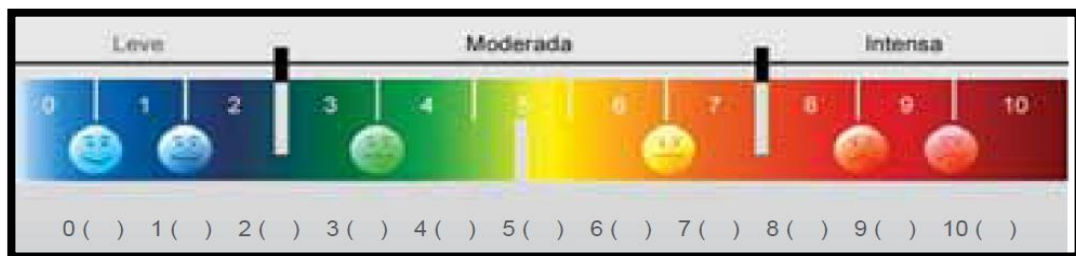 Leve Moderada Intensa
0 1 2 3 4 5 6 7 8 9 10
0 ( ) 1 ( ) 2 ( ) 3 ( ) 4 ( ) 5 ( ) 6 ( ) 7 ( ) 8 ( ) 9 ( ) 10 ( )